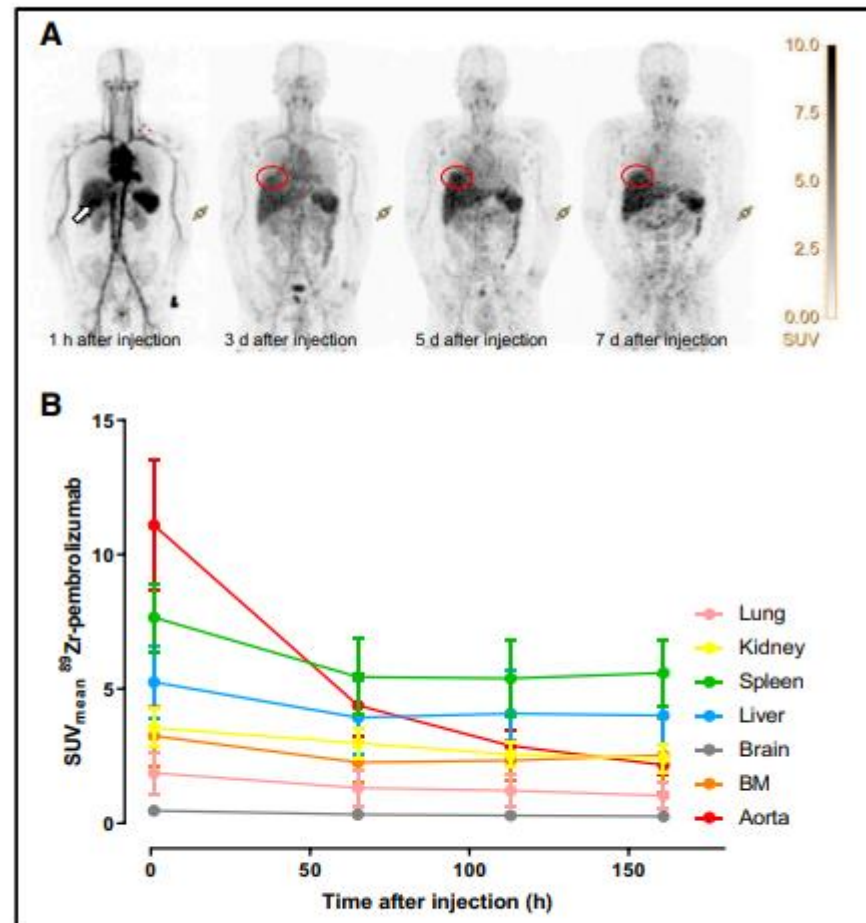 A
1 h after injection
3 d after injection
5 d after injection
7 d after injection
10.0
7.5
5.0
2.5
0.00
SUV
B
15
10
5
0
SUVmean ⁸⁹Zr-pembrolizumab
0
50
100
150
Time after injection (h)
Lung
Kidney
Spleen
Liver
Brain
BM
Aorta